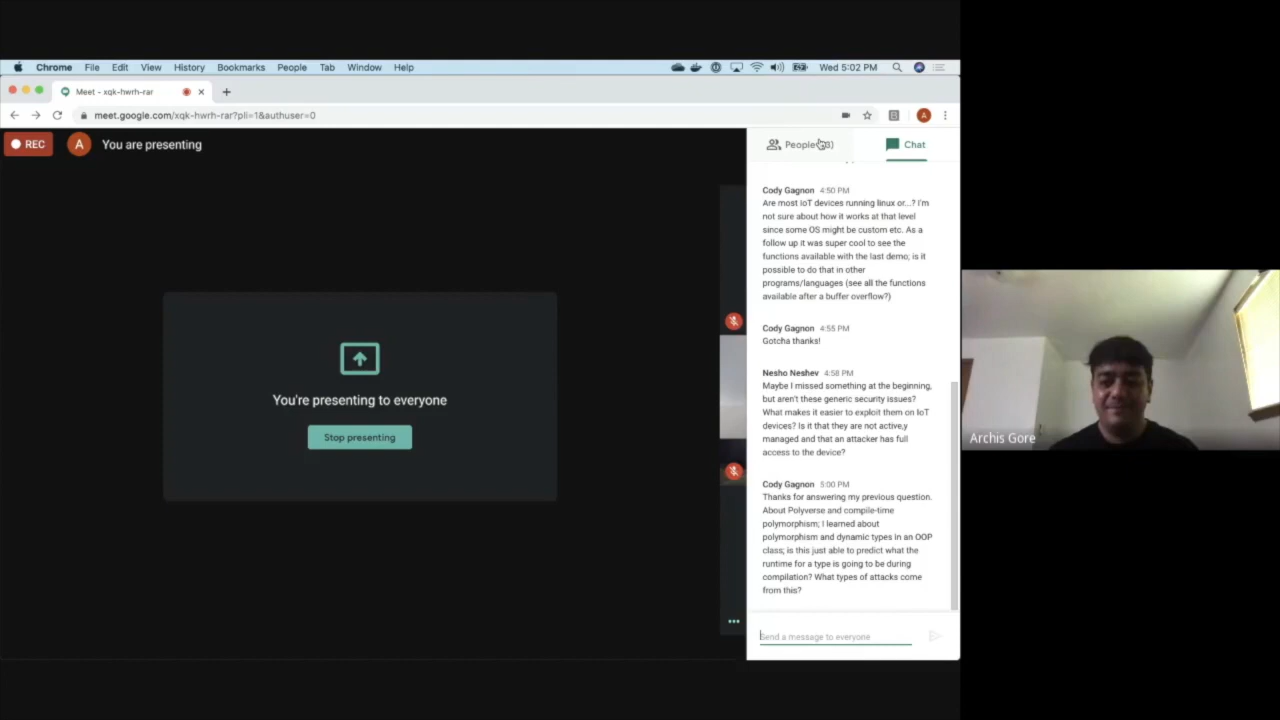 Chrome File Edit View History Bookmarks People Tab Window Help Wed 5:02 PM
Meet - xqk-hwrh-rar
meet.google.com/xqk-hwrh-rar?pli=1&authuser=0
REC A You are presenting
People 3)
Chat
Cody Gagnon 4:50 PM
Are most IoT devices running linux or...? I'm
not sure about how it works at that level
since some OS might be custom etc. As a
follow up it was super cool to see the
functions available with the last demo; is it
possible to do that in other
programs/languages (see all the functions
available after a buffer overflow?)
Cody Gagnon 4:55 PM
Gotcha thanks!
Nesho Neshev 4:58 PM
Maybe I missed something at the beginning,
but aren't these generic security issues?
What makes it easier to exploit them on IoT
devices? Is it that they are not active,y
managed and that an attacker has full
access to the device?
Cody Gagnon 5:00 PM
Thanks for answering my previous question.
About Polyverse and compile-time
polymorphism; I learned about
polymorphism and dynamic types in an OOP
class; is this just able to predict what the
runtime for a type is going to be during
compilation? What types of attacks come
from this?
Send a message to everyone
You're presenting to everyone
Stop presenting
Archis Gore